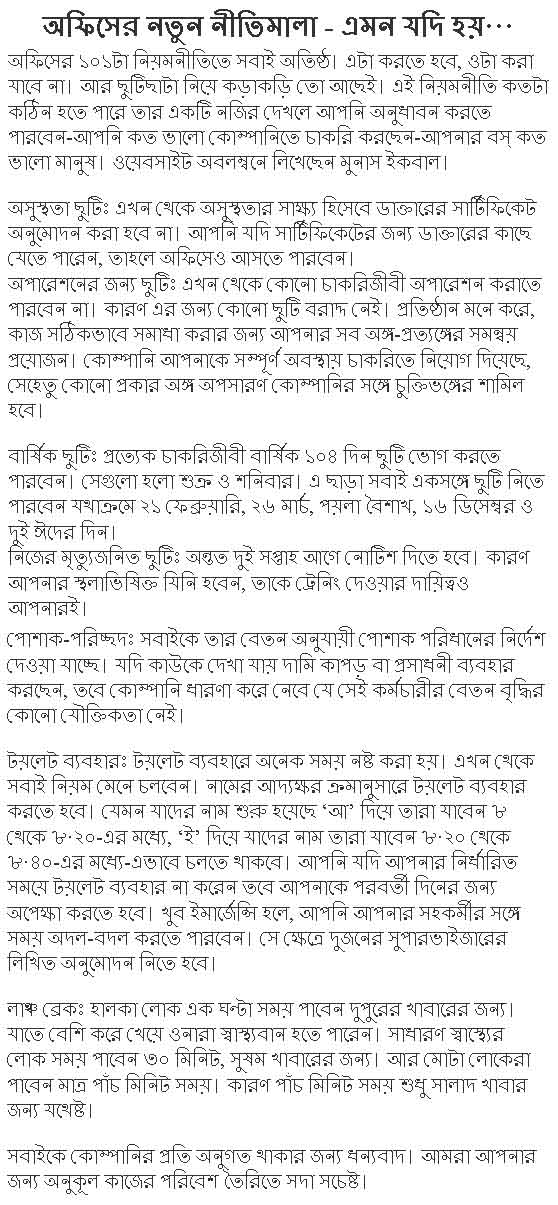 অফিসের নতুন নীতিমালা - এমন যদি হয়···
অফিসের ১০১টা নিয়মনীতিতে সবাই অতিষ্ঠ। এটা করতে হবে, ওটা করা
যাবে না। আর ছুটিছাটা নিয়ে কড়াকড়ি তো আছেই। এই নিয়মনীতি কতটা
কঠিন হতে পারে তার একটি নজির দেখলে আপনি অনুধাবন করতে
পারবেন-আপনি কত ভালো কোম্পানিতে চাকরি করছেন-আপনার বস্ কত
ভালো মানুষ। ওয়েবসাইট অবলম্বনে লিখেছেন মুনাস ইকবাল।
অসুস্থতা ছুটিঃ এখন থেকে অসুস্থতার সাক্ষ্য হিসেবে ডাক্তারের সার্টিফিকেট
অনুমোদন করা হবে না। আপনি যদি সার্টিফিকেটের জন্য ডাক্তারের কাছে
যেতে পারেন, তাহলে অফিসেও আসতে পারবেন।
অপারেশনের জন্য ছুটিঃ এখন থেকে কোনো চাকরিজীবী অপারেশন করাতে
পারবেন না। কারণ এর জন্য কোনো ছুটি বরাদ্দ নেই। প্রতিষ্ঠান মনে করে,
কাজ সঠিকভাবে সমাধা করার জন্য আপনার সব অঙ্গ-প্রত্যঙ্গের সমন্বয়
প্রয়োজন। কোম্পানি আপনাকে সম্পূর্ণ অবস্থায় চাকরিতে নিয়োগ দিয়েছে,
সেহেতু কোনো প্রকার অঙ্গ অপসারণ কোম্পানির সঙ্গে চুক্তিভঙ্গের শামিল
হবে।
বার্ষিক ছুটিঃ প্রত্যেক চাকরিজীবী বার্ষিক ১০৪ দিন ছুটি ভোগ করতে
পারবেন। সেগুলো হলো শুক্র ও শনিবার। এ ছাড়া সবাই একসঙ্গে ছুটি নিতে
পারবেন যথাক্রমে ২১ ফেব্রুয়ারি, ২৬ মার্চ, পয়লা বৈশাখ, ১৬ ডিসেম্বর ও
দুই ঈদের দিন।
নিজের মৃত্যুজনিত ছুটিঃ অন্তত দুই সপ্তাহ আগে নোটিশ দিতে হবে। কারণ
আপনার স্থলাভিষিক্ত যিনি হবেন, তাকে ট্রেনিং দেওয়ার দায়িত্বও
আপনারই।
পোশাক-পরিচ্ছদঃ সবাইকে তার বেতন অনুযায়ী পোশাক পরিধানের নির্দেশ
দেওয়া যাচ্ছে। যদি কাউকে দেখা যায় দামি কাপড় বা প্রসাধনী ব্যবহার
করছেন, তবে কোম্পানি ধারণা করে নেবে যে সেই কর্মচারীর বেতন বৃদ্ধির
কোনো যৌক্তিকতা নেই।
টয়লেট ব্যবহারঃ টয়লেট ব্যবহারে অনেক সময় নষ্ট করা হয়। এখন থেকে
সবাই নিয়ম মেনে চলবেন। নামের আদ্যক্ষর ক্রমানুসারে টয়লেট ব্যবহার
করতে হবে। যেমন যাদের নাম শুরু হয়েছে ‘আ’ দিয়ে তারা যাবেন ৮
থেকে ৮·২০-এর মধ্যে, ‘ই’ দিয়ে যাদের নাম তারা যাবেন ৮·২০ থেকে
৮·৪০-এর মধ্যে-এভাবে চলতে থাকবে। আপনি যদি আপনার নির্ধারিত
সময়ে টয়লেট ব্যবহার না করেন তবে আপনাকে পরবর্তী দিনের জন্য
অপেক্ষা করতে হবে। খুব ইমার্জেন্সি হলে, আপনি আপনার সহকর্মীর সঙ্গে
সময় অদল-বদল করতে পারবেন। সে ক্ষেত্রে দুজনের সুপারভাইজারের
লিখিত অনুমোদন নিতে হবে।
লাঞ্চ ব্রেকঃ হালকা লোক এক ঘন্টা সময় পাবেন দুপুরের খাবারের জন্য।
যাতে বেশি করে খেয়ে ওনারা স্বাস্থ্যবান হতে পারেন। সাধারণ স্বাস্থ্যের
লোক সময় পাবেন ৩০ মিনিট, সুষম খাবারের জন্য। আর মোটা লোকেরা
পাবেন মাত্র পাঁচ মিনিট সময়। কারণ পাঁচ মিনিট সময় শুধু সালাদ খাবার
জন্য যথেষ্ট।
সবাইকে কোম্পানির প্রতি অনুগত থাকার জন্য ধন্যবাদ। আমরা আপনার
জন্য অনুকূল কাজের পরিবেশ তৈরিতে সদা সচেষ্ট।